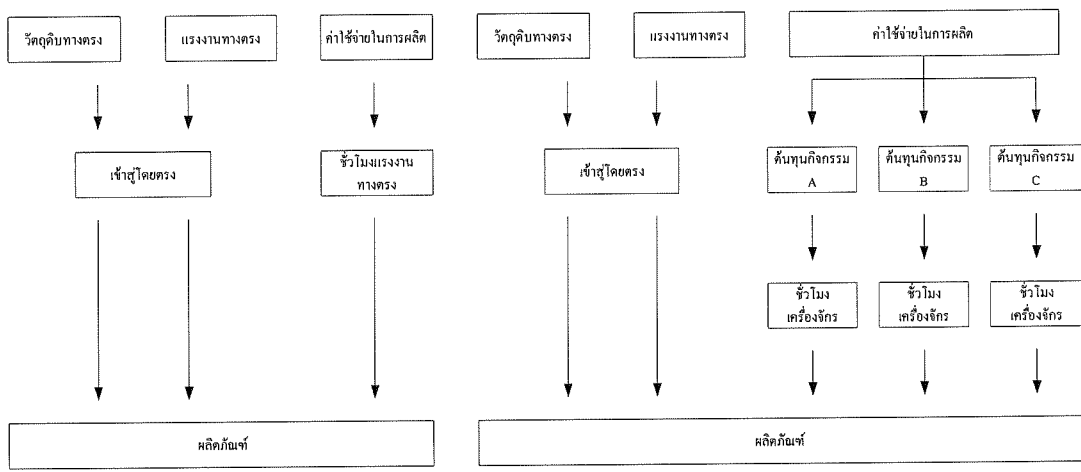 วัตถุดิบทางตรง
แรงงานทางตรง
ค่าใช้จ่ายในการผลิต
เข้าสู่โดยตรง
ชั่วโมงแรงงาน
ทางตรง
ผลิตภัณฑ์
วัตถุดิบทางตรง
แรงงานทางตรง
ค่าใช้จ่ายในการผลิต
เข้าสู่โดยตรง
ต้นทุนกิจกรรม
A
ต้นทุนกิจกรรม
B
ต้นทุนกิจกรรม
C
ชั่วโมง
เครื่องจักร
ชั่วโมง
เครื่องจักร
ชั่วโมง
เครื่องจักร
ผลิตภัณฑ์